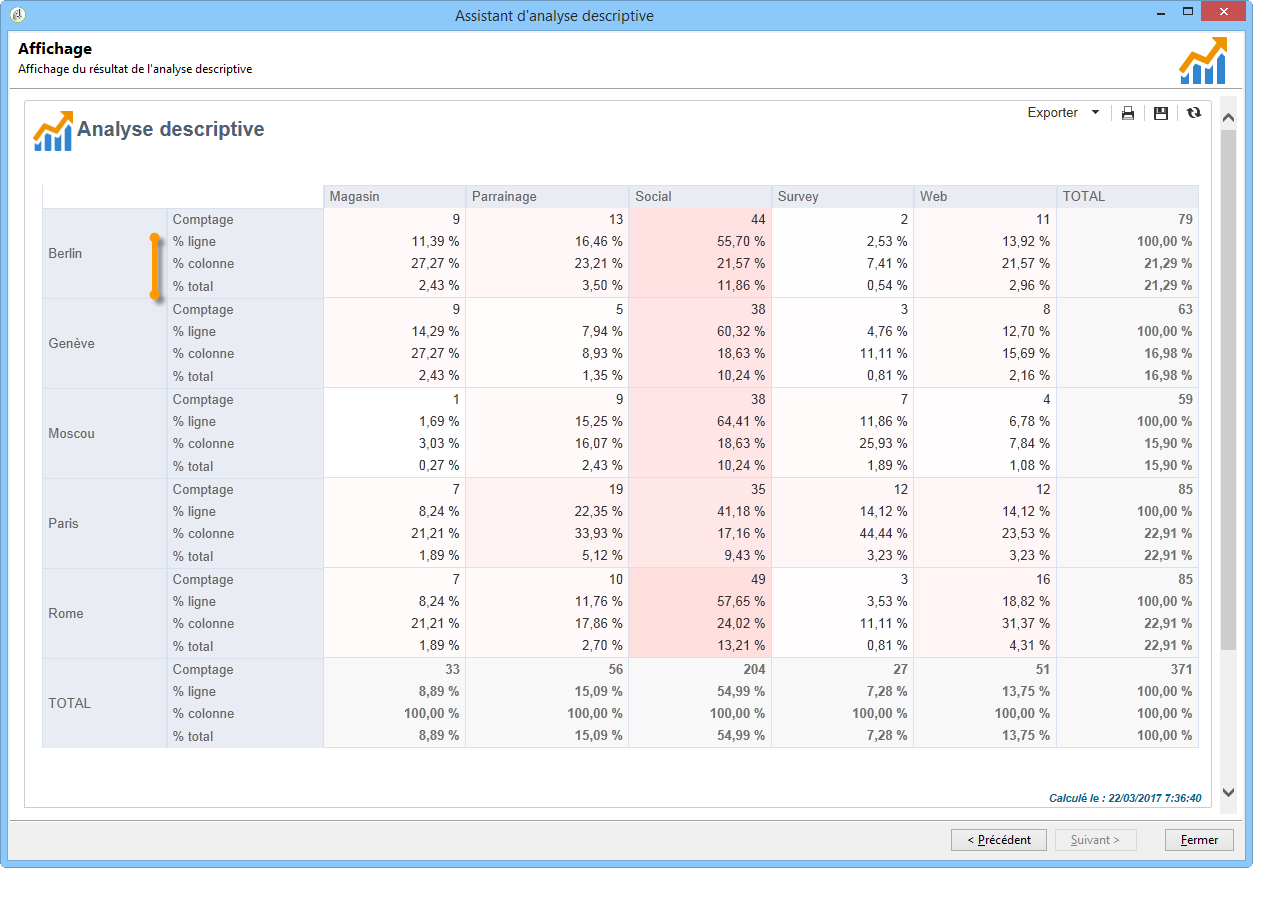 Assistant d'analyse descriptive
Affichage
Affichage du résultat de l'analyse descriptive
Exporter
Analyse descriptive
Magasin Parrainage Social Survey Web TOTAL
Berlin
Comptage 9 13 44 2 11 79
% ligne 11,39 % 16,46 % 55,70 % 2,53 % 13,92 % 100,00 %
% colonne 27,27 % 23,21 % 21,57 % 7,41 % 21,57 % 21,29 %
% total 2,43 % 3,50 % 11,86 % 0,54 % 2,96 % 21,29 %
Genève
Comptage 9 5 38 3 8 63
% ligne 14,29 % 7,94 % 60,32 % 4,76 % 12,70 % 100,00 %
% colonne 27,27 % 8,93 % 18,63 % 11,11 % 15,69 % 16,98 %
% total 2,43 % 1,35 % 10,24 % 0,81 % 2,16 % 16,98 %
Moscou
Comptage 1 9 38 7 4 59
% ligne 1,69 % 15,25 % 64,41 % 11,86 % 6,78 % 100,00 %
% colonne 3,03 % 16,07 % 18,63 % 25,93 % 7,84 % 15,90 %
% total 0,27 % 2,43 % 10,24 % 1,89 % 1,08 % 15,90 %
Paris
Comptage 7 19 35 12 12 85
% ligne 8,24 % 22,35 % 41,18 % 14,12 % 14,12 % 100,00 %
% colonne 21,21 % 33,93 % 17,16 % 44,44 % 23,53 % 22,91 %
% total 1,89 % 5,12 % 9,43 % 3,23 % 3,23 % 22,91 %
Rome
Comptage 7 10 49 3 16 85
% ligne 8,24 % 11,76 % 57,65 % 3,53 % 18,82 % 100,00 %
% colonne 21,21 % 17,86 % 24,02 % 11,11 % 31,37 % 22,91 %
% total 1,89 % 2,70 % 13,21 % 0,81 % 4,31 % 22,91 %
TOTAL
Comptage 33 56 204 27 51 371
% ligne 8,89 % 15,09 % 54,99 % 7,28 % 13,75 % 100,00 %
% colonne 100,00 % 100,00 % 100,00 % 100,00 % 100,00 % 100,00 %
% total 8,89 % 15,09 % 54,99 % 7,28 % 13,75 % 100,00 %
Calculé le : 22/03/2017 7:36:40
< Précédent Suivant > Fermer